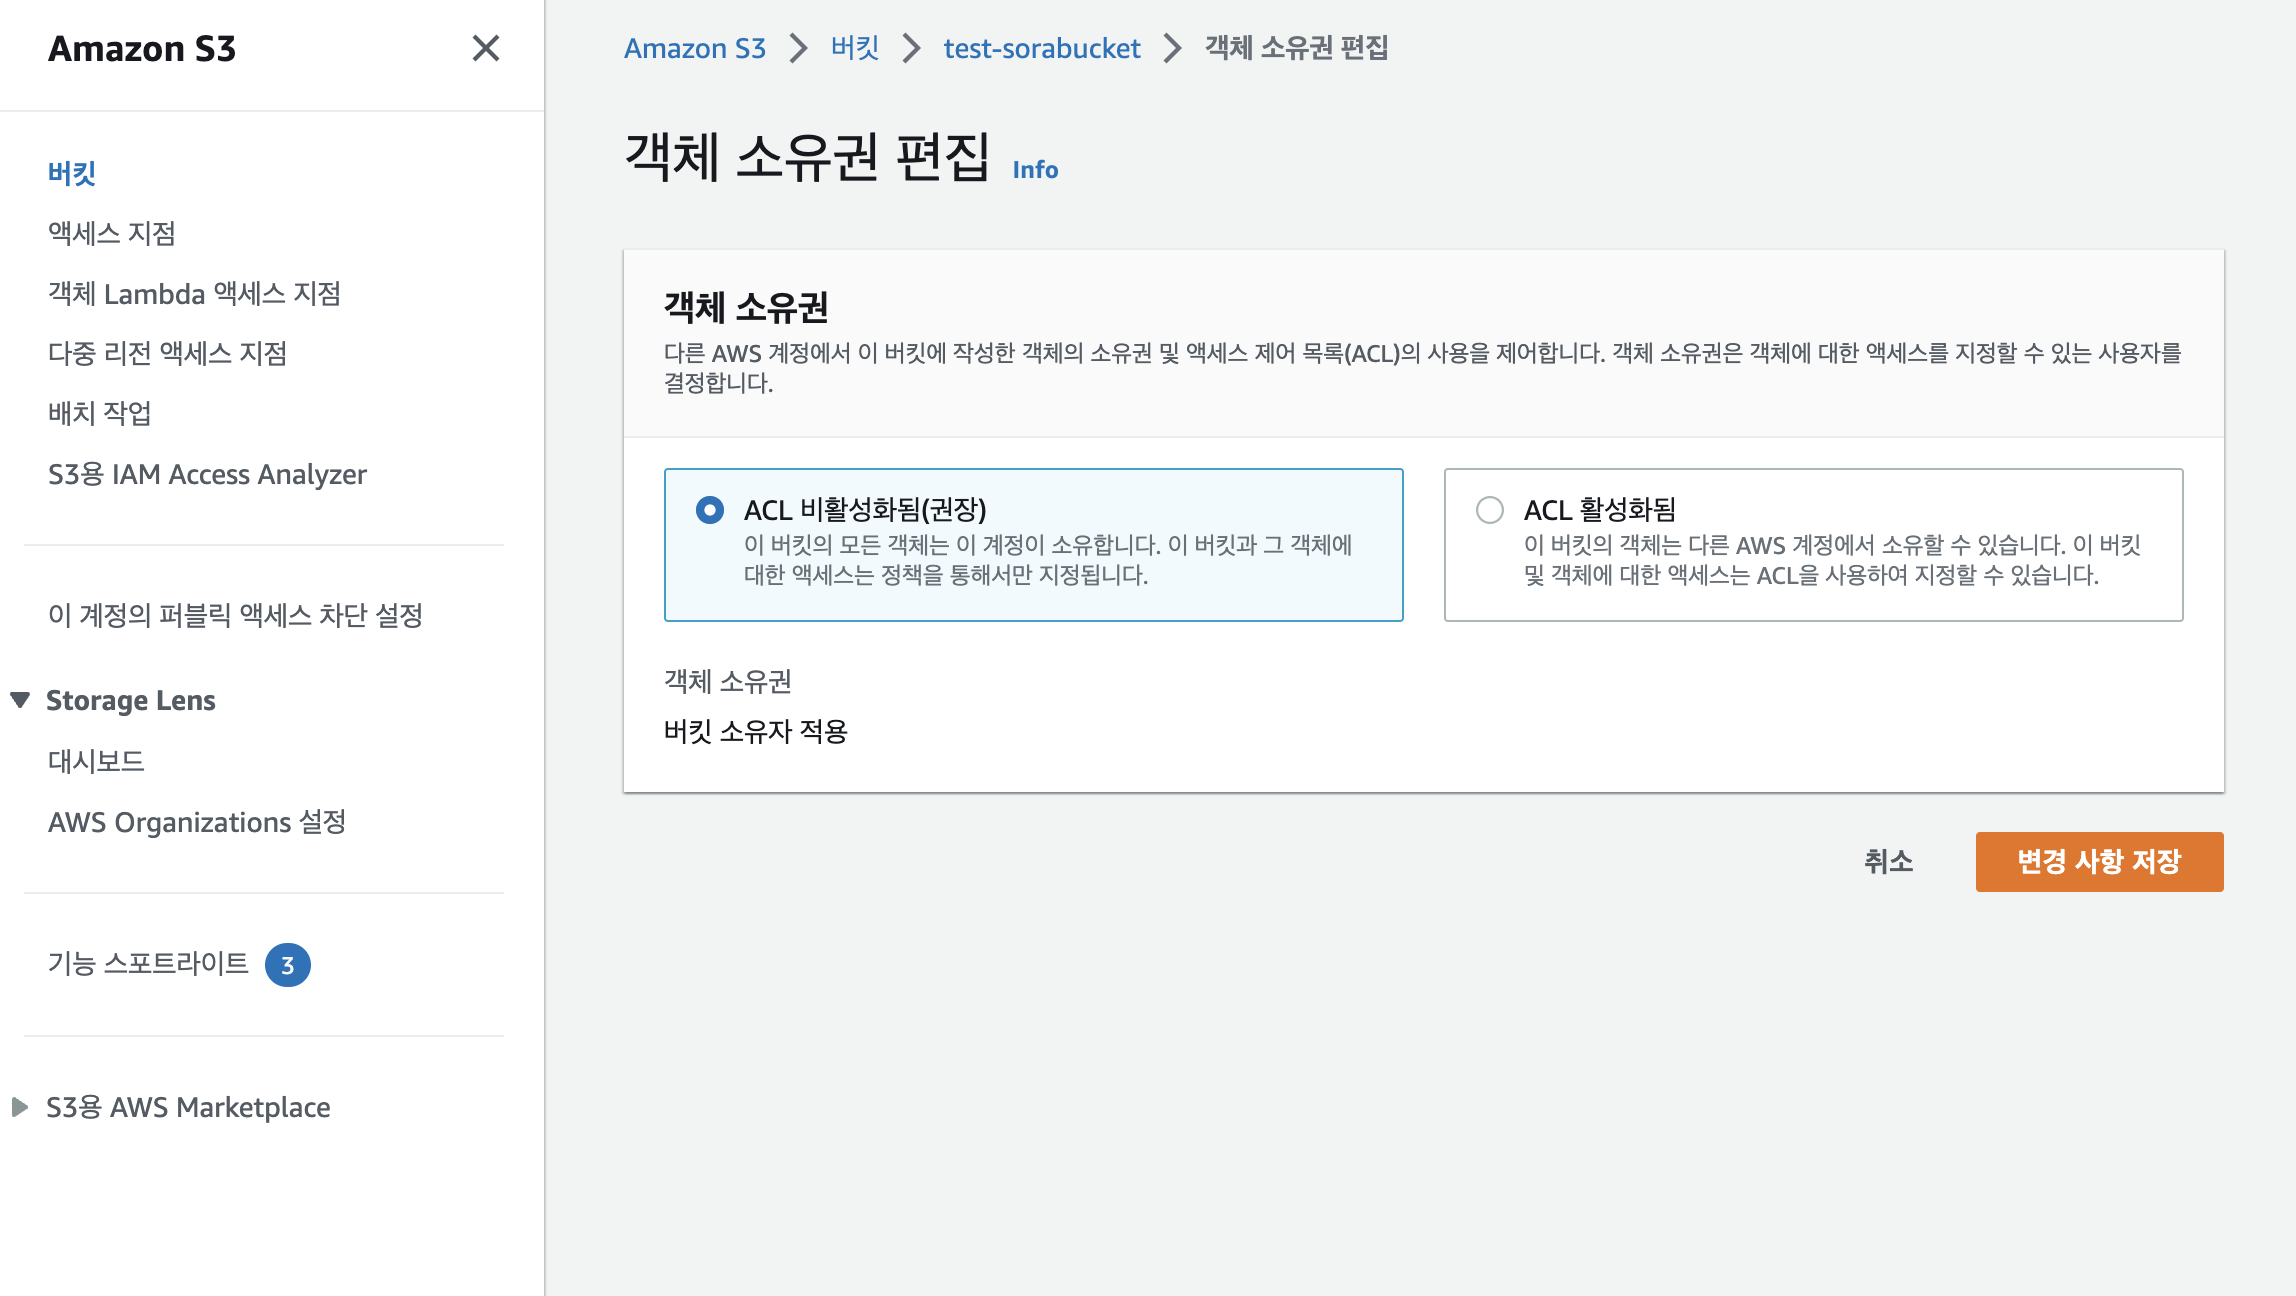 Amazon S3
버킷
액세스 지점
객체 Lambda 액세스 지점
다중 리전 액세스 지점
배치 작업
S3용 IAM Access Analyzer
이 계정의 퍼블릭 액세스 차단 설정
Storage Lens
대시보드
AWS Organizations 설정
기능 스포트라이트 3
S3용 AWS Marketplace
Amazon S3 > 버킷 > test-sorabucket > 객체 소유권 편집
객체 소유권 편집 Info
객체 소유권
다른 AWS 계정에서 이 버킷에 작성한 객체의 소유권 및 액세스 제어 목록(ACL)의 사용을 제어합니다. 객체 소유권은 객체에 대한 액세스를 지정할 수 있는 사용자를
결정합니다.
ACL 비활성화됨(권장)
이 버킷의 모든 객체는 이 계정이 소유합니다. 이 버킷과 그 객체에
대한 액세스는 정책을 통해서만 지정됩니다.
ACL 활성화됨
이 버킷의 객체는 다른 AWS 계정에서 소유할 수 있습니다. 이 버킷
및 객체에 대한 액세스는 ACL을 사용하여 지정할 수 있습니다.
객체 소유권
버킷 소유자 적용
취소
변경 사항 저장